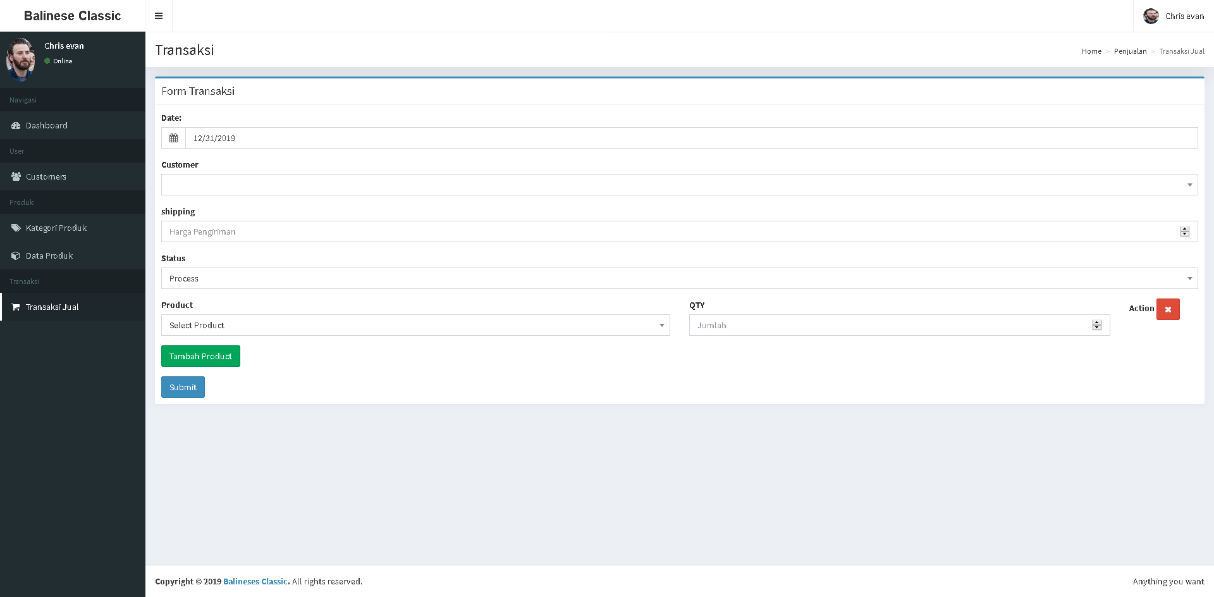 Balinese Classic
Chris evan
Chris evan
Online
Transaksi
Home > Penjualan > Transaksi Jual
Navigasi
Dashboard
User
Customers
Produk
Kategori Produk
Data Produk
Transaksi
Transaksi Jual
Form Transaksi
Date:
12/31/2019
Customer
shipping
Harga Pengiriman
Status
Process
Product QTY Action
Select Product Jumlah
Tambah Product
Submit
Copyright © 2019 Balineses Classic. All rights reserved. Anything you want